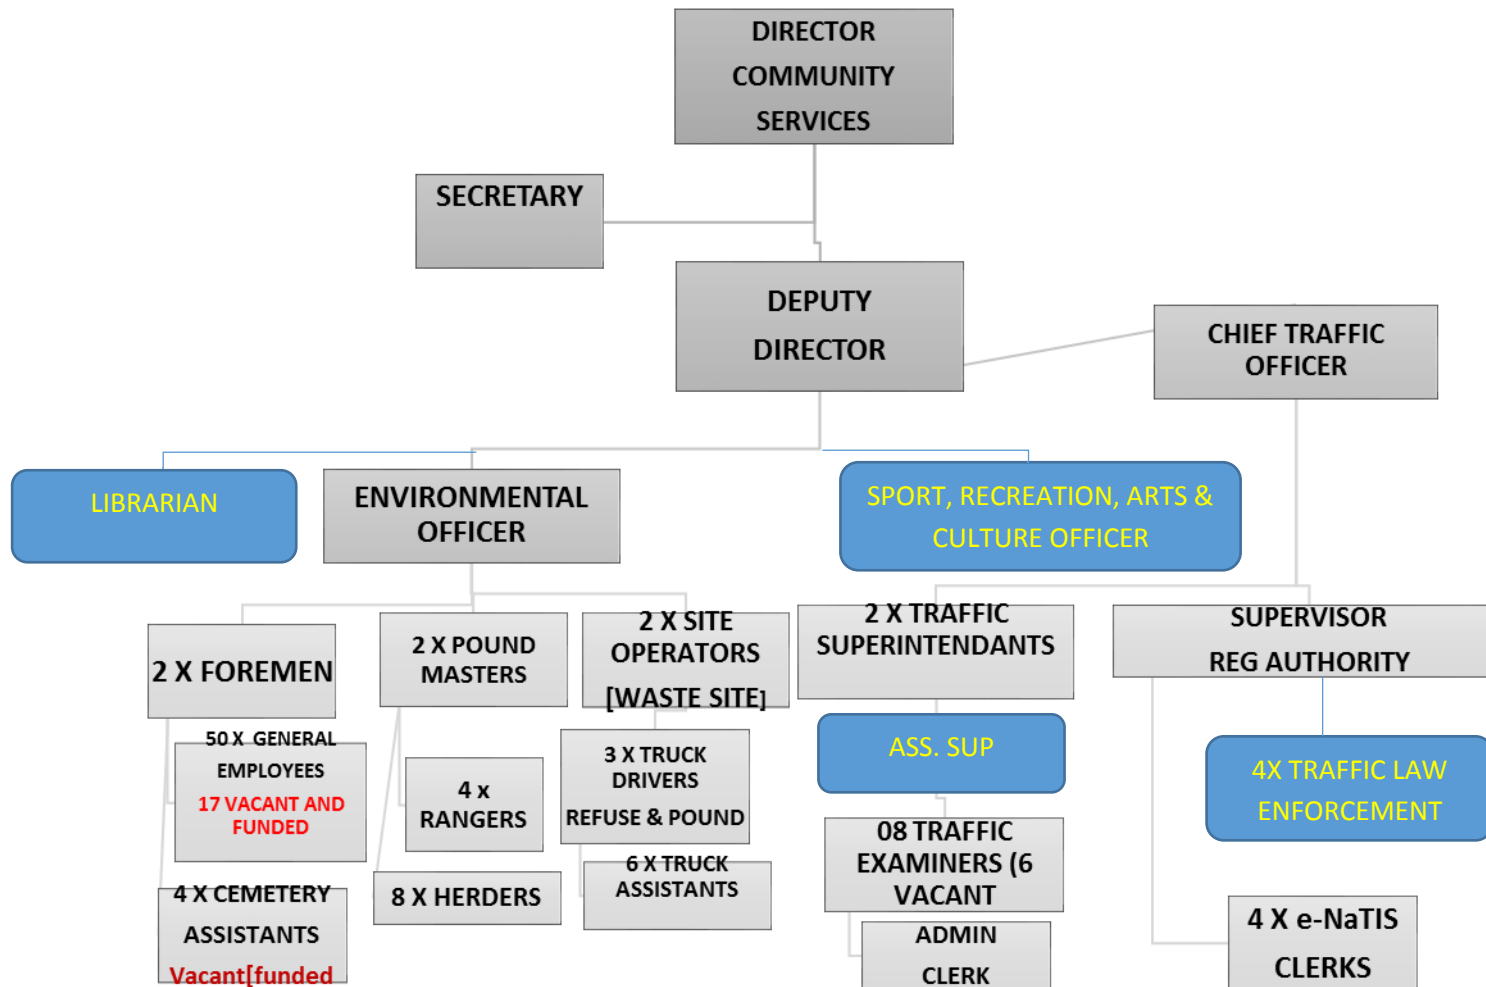 DIRECTOR
COMMUNITY
SERVICES
SECRETARY
DEPUTY
DIRECTOR
CHIEF TRAFFIC
OFFICER
LIBRARIAN
ENVIRONMENTAL
OFFICER
SPORT, RECREATION, ARTS &
CULTURE OFFICER
2 X FOREMEN
2 X POUND
MASTERS
2 X SITE
OPERATORS
[WASTE SITE]
2 X TRAFFIC
SUPERINTENDANTS
SUPERVISOR
REG AUTHORITY
50 X GENERAL
EMPLOYEES
17 VACANT AND
FUNDED
4 X CEMETERY
ASSISTANTS
Vacant[funded
4 x
RANGERS
8 X HERDERS
3 X TRUCK
DRIVERS
REFUSE & POUND
6 X TRUCK
ASSISTANTS
ASS. SUP
08 TRAFFIC
EXAMINERS (6
VACANT
ADMIN
CLERK
4X TRAFFIC LAW
ENFORCEMENT
4 X e-NaTIS
CLERKS